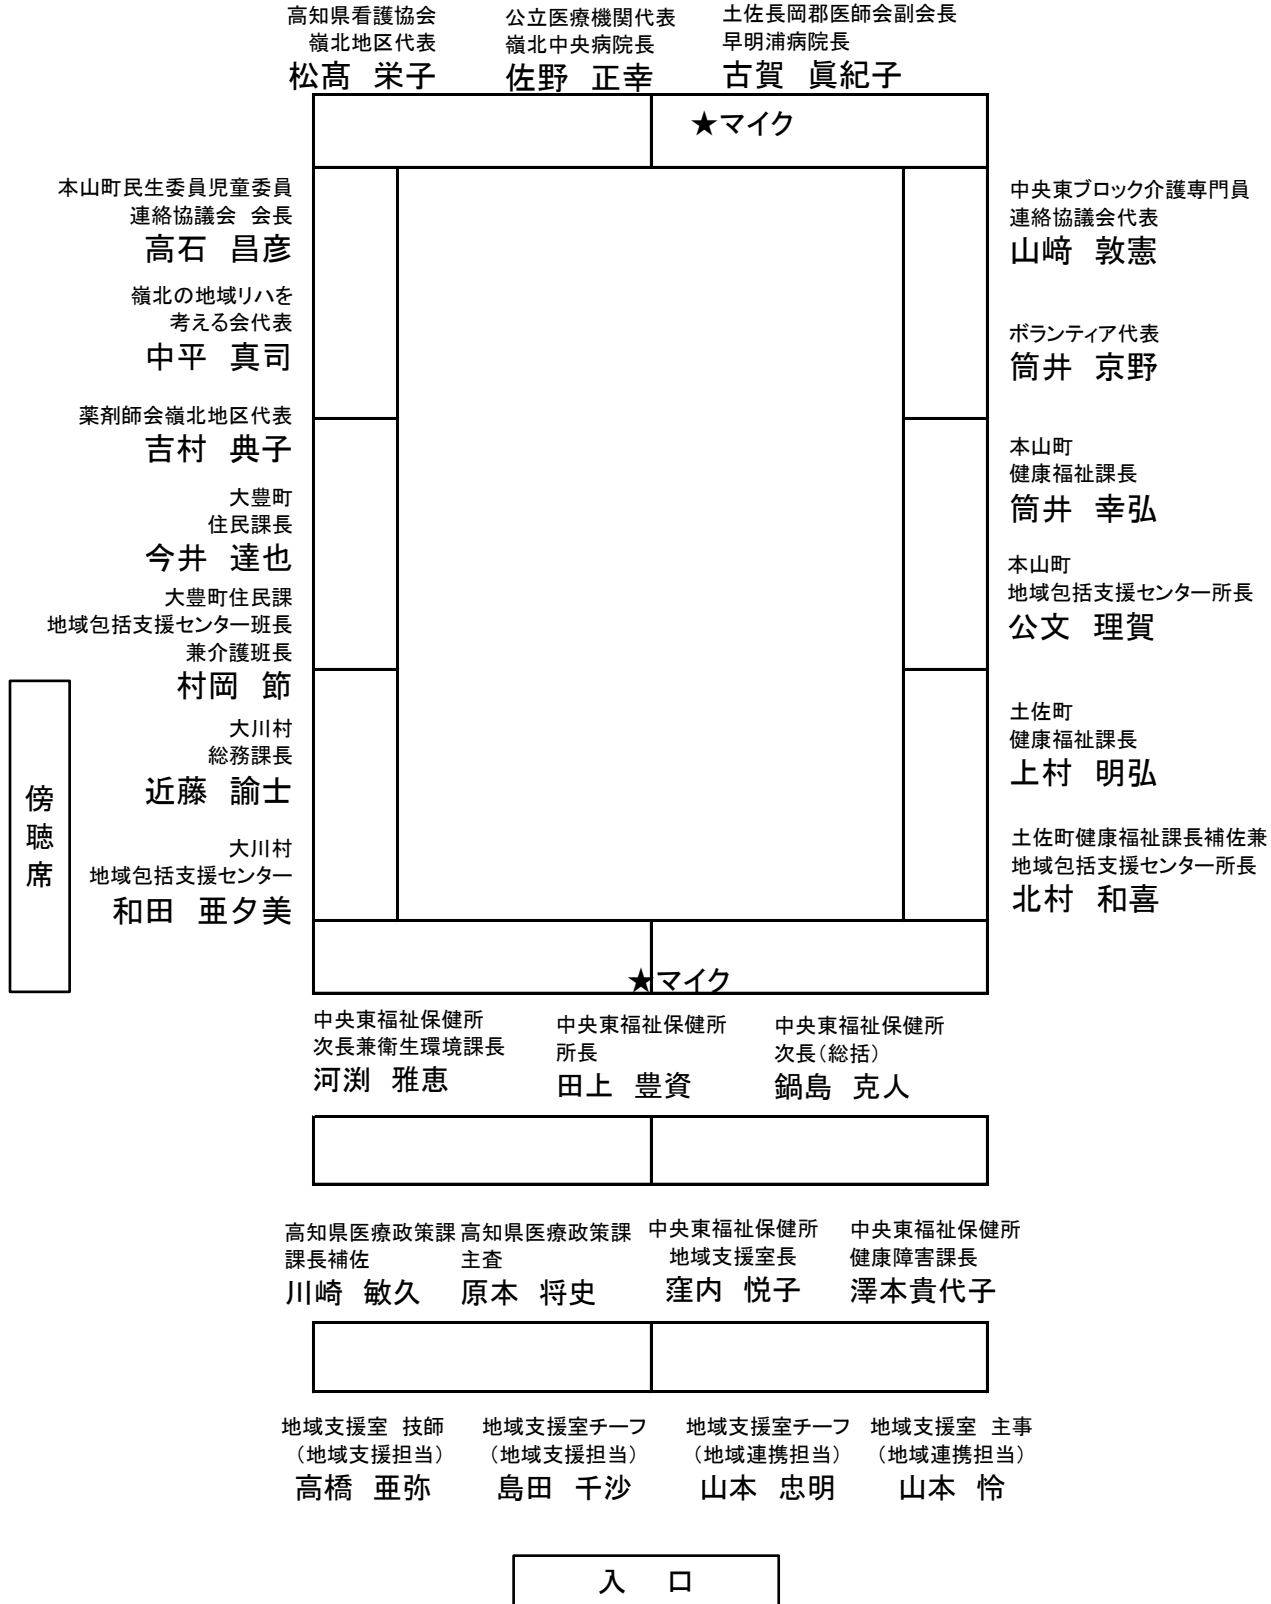 高知県看護協会
嶺北地区代表
松髙 栄子
公立医療機関代表
嶺北中央病院長
佐野 正幸
土佐長岡郡医師会副会長
早明浦病院長
古賀 眞紀子
★マイク
本山町民生委員児童委員
連絡協議会 会長
高石 昌彦
嶺北の地域リハを
考える会代表
中平 真司
薬剤師会嶺北地区代表
吉村 典子
大豊町
住民課長
今井 達也
大豊町住民課
地域包括支援センター班長
兼介護班長
村岡 節
大川村
総務課長
近藤 諭士
大川村
地域包括支援センター
和田 亜夕美
傍聴席
中央東ブロック介護専門員
連絡協議会代表
山﨑 敦憲
ボランティア代表
筒井 京野
本山町
健康福祉課長
筒井 幸弘
本山町
地域包括支援センター所長
公文 理賀
土佐町
健康福祉課長
上村 明弘
土佐町健康福祉課長補佐兼
地域包括支援センター所長
北村 和喜
★マイク
中央東福祉保健所
次長兼衛生環境課長
河渕 雅恵
中央東福祉保健所
所長
田上 豊資
中央東福祉保健所
次長（総括）
鍋島 克人
高知県医療政策課
課長補佐
川崎 敏久
高知県医療政策課
主査
原本 将史
中央東福祉保健所
地域支援室長
窪内 悦子
中央東福祉保健所
健康障害課長
澤本貴代子
地域支援室 技師
（地域支援担当）
高橋 亜弥
地域支援室チーフ
（地域支援担当）
島田 千沙
地域支援室チーフ
（地域連携担当）
山本 忠明
地域支援室 主事
（地域連携担当）
山本 怜
入 口